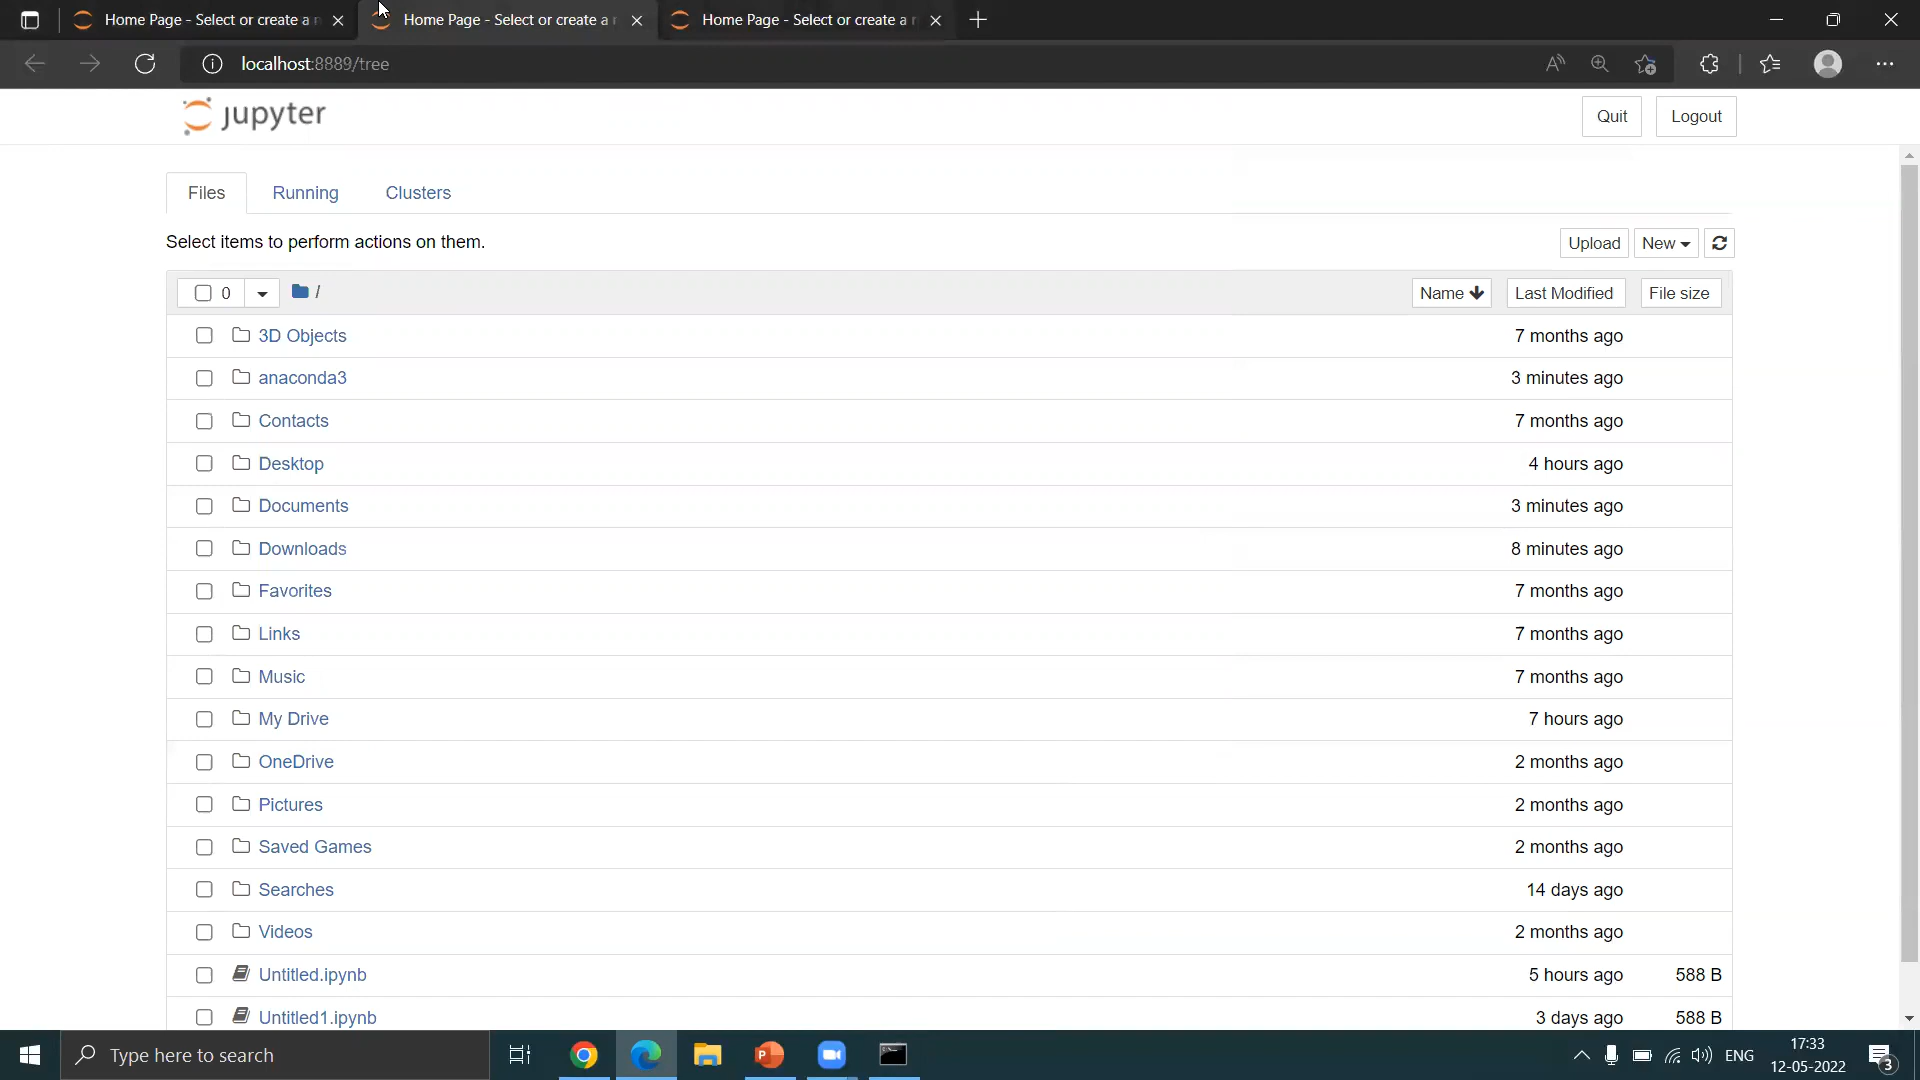 Home Page - Select or create a n Home Page - Select or create a n Home Page - Select or create a n
localhost:8889/tree
jupyter Quit Logout
Files Running Clusters
Select items to perform actions on them. Upload New
0 / Name Last Modified File size
3D Objects 7 months ago
anaconda3 3 minutes ago
Contacts 7 months ago
Desktop 4 hours ago
Documents 3 minutes ago
Downloads 8 minutes ago
Favorites 7 months ago
Links 7 months ago
Music 7 months ago
My Drive 7 hours ago
OneDrive 2 months ago
Pictures 2 months ago
Saved Games 2 months ago
Searches 14 days ago
Videos 2 months ago
Untitled.ipynb 5 hours ago 588 B
Untitled1.ipynb 3 days ago 588 B
Type here to search ENG 17:33
12-05-2022 3